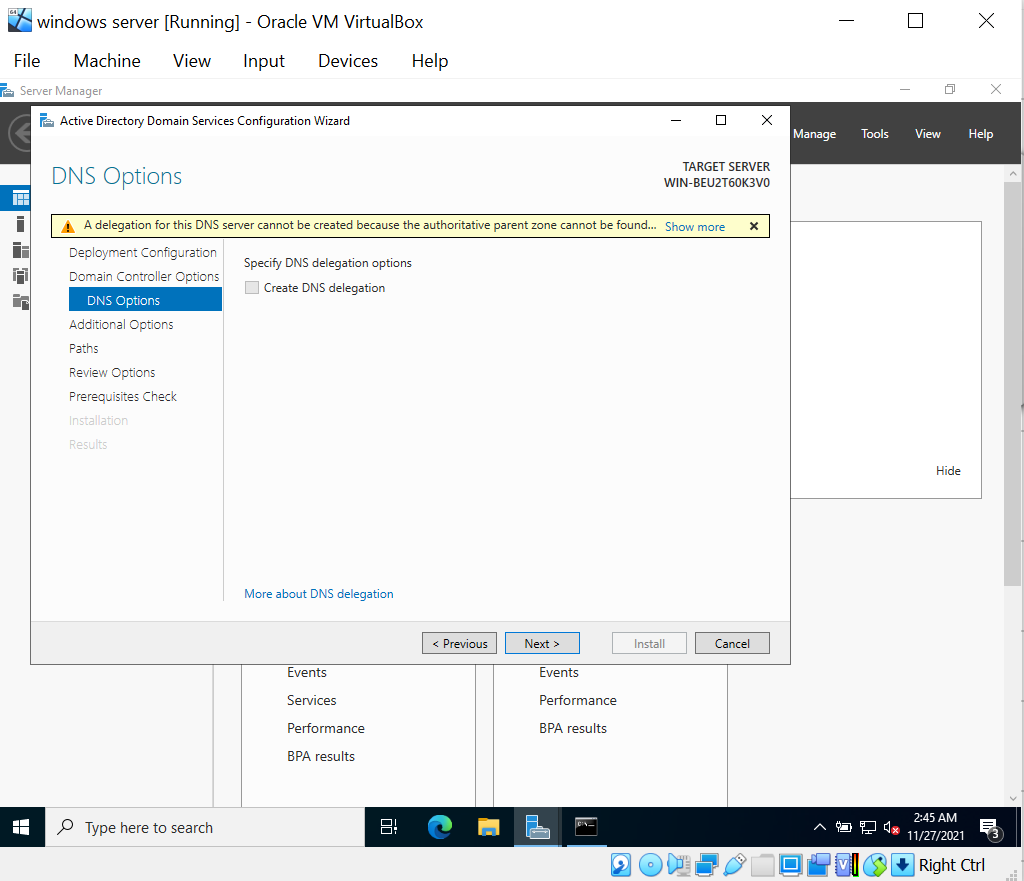 windows server [Running] - Oracle VM VirtualBox
File Machine View Input Devices Help
Server Manager
Active Directory Domain Services Configuration Wizard
Manage Tools View Help
DNS Options
TARGET SERVER
WIN-BEU2T60K3V0
A delegation for this DNS server cannot be created because the authoritative parent zone cannot be found... Show more
Deployment Configuration
Domain Controller Options
DNS Options
Additional Options
Paths
Review Options
Prerequisites Check
Installation
Results
Specify DNS delegation options
Create DNS delegation
More about DNS delegation
Hide
< Previous Next > Install Cancel
Events
Services
Performance
BPA results
Events
Performance
BPA results
Type here to search
2:45 AM
11/27/2021
3
Right Ctrl